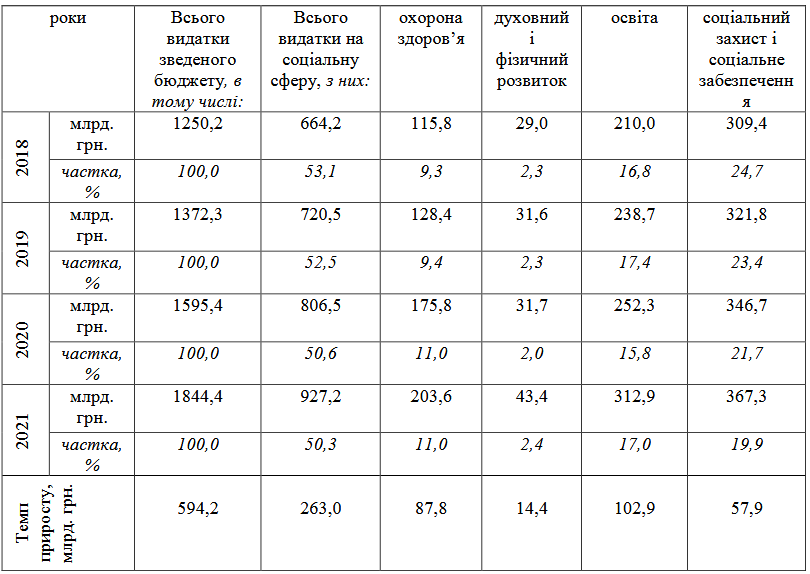 роки
Всього видатки зведеного бюджету, в тому числі:
Всього видатки на соціальну сферу, з них:
охорона здоров’я
духовний і фізичний розвиток
освіта
соціальний захист і соціальне забезпечення
2018
млрд. грн.
1250,2 664,2 115,8 29,0 210,0 309,4
частка, %
100,0 53,1 9,3 2,3 16,8 24,7
2019
млрд. грн.
1372,3 720,5 128,4 31,6 238,7 321,8
частка, %
100,0 52,5 9,4 2,3 17,4 23,4
2020
млрд. грн.
1595,4 806,5 175,8 31,7 252,3 346,7
частка, %
100,0 50,6 11,0 2,0 15,8 21,7
2021
млрд. грн.
1844,4 927,2 203,6 43,4 312,9 367,3
частка, %
100,0 50,3 11,0 2,4 17,0 19,9
Темп приросту, млрд. грн.
594,2 263,0 87,8 14,4 102,9 57,9